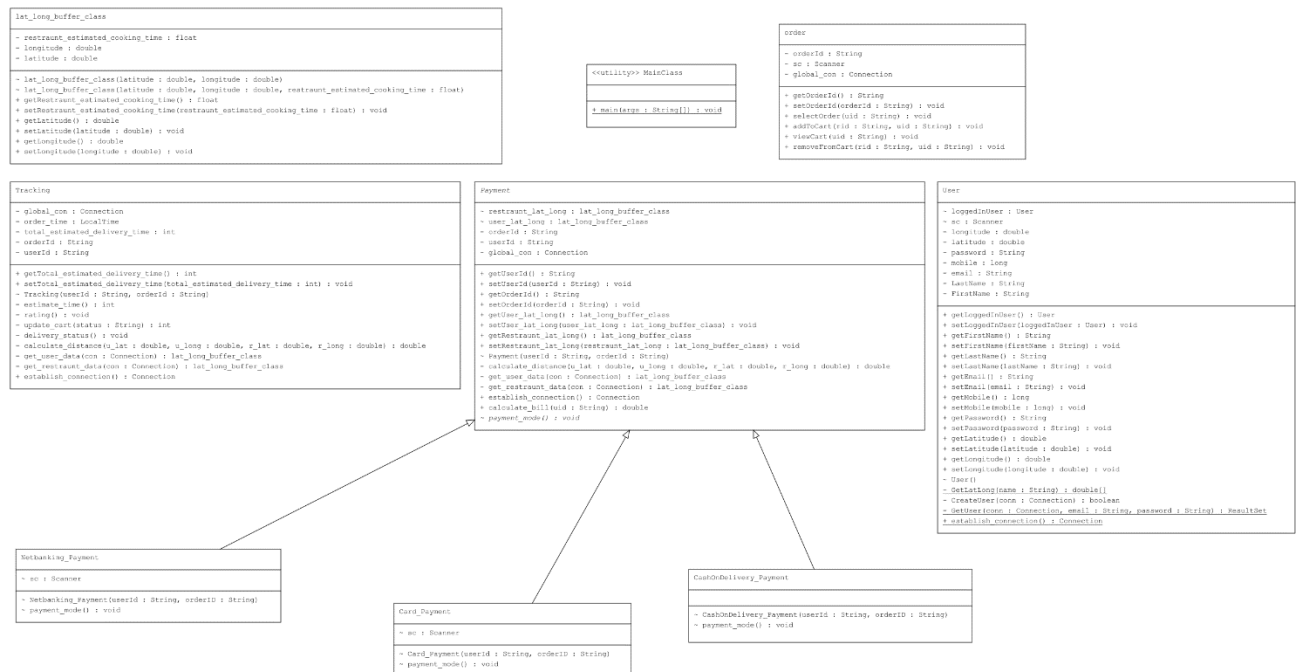 lat_long_buffer_class
- restraunt_estimated_cooking_time : float
- longitude : double
- latitude : double
~ lat_long_buffer_class(latitude : double, longitude : double)
~ lat_long_buffer_class(latitude : double, longitude : double, restraunt_estimated_cooking_time : float)
+ getRestraunt_estimated_cooking_time() : float
+ setRestraunt_estimated_cooking_time(restraunt_estimated_cooking_time : float) : void
+ getLatitude() : double
+ setLatitude(latitude : double) : void
+ getLongitude() : double
+ setLongitude(longitude : double) : void
<<utility>> MainClass
+ main(args : String[]) : void
order
- orderId : String
~ sc : Scanner
- global_con : Connection
+ getOrderId() : String
+ setOrderId(orderId : String) : void
+ selectOrder(uid : String) : void
+ addToCart(rid : String, uid : String) : void
+ viewCart(uid : String) : void
+ removeFromCart(rid : String, uid : String) : void
Tracking
- global_con : Connection
- order_time : LocalTime
- total_estimated_delivery_time : int
- orderId : String
- userId : String
+ getTotal_estimated_delivery_time() : int
+ setTotal_estimated_delivery_time(total_estimated_delivery_time : int) : void
~ Tracking(userId : String, orderId : String)
~ estimate_time() : int
~ rating() : void
~ update_cart(status : String) : int
~ delivery_status() : void
~ calculate_distance(u_lat : double, u_long : double, r_lat : double, r_long : double) : double
~ get_user_data(con : Connection) : lat_long_buffer_class
~ get_restraunt_data(con : Connection) : lat_long_buffer_class
+ establish_connection() : Connection
Payment
- restraunt_lat_long : lat_long_buffer_class
- user_lat_long : lat_long_buffer_class
- orderId : String
- userId : String
- global_con : Connection
+ getUserId() : String
+ setUserId(userId : String) : void
+ getOrderId() : String
+ setOrderId(orderId : String) : void
+ getUser_lat_long() : lat_long_buffer_class
+ setUser_lat_long(user_lat_long : lat_long_buffer_class) : void
+ getRestraunt_lat_long() : lat_long_buffer_class
+ setRestraunt_lat_long(restraunt_lat_long : lat_long_buffer_class) : void
~ Payment(userId : String, orderId : String)
~ calculate_distance(u_lat : double, u_long : double, r_lat : double, r_long : double) : double
~ get_user_data(con : Connection) : lat_long_buffer_class
~ get_restraunt_data(con : Connection) : lat_long_buffer_class
+ establish_connection() : Connection
+ calculate_bill(uid : String) : double
~ payment_mode() : void
User
- loggedInUser : User
~ sc : Scanner
- longitude : double
- latitude : double
- password : String
- mobile : long
- email : String
- LastName : String
- FirstName : String
+ getLoggedInUser() : User
+ setLoggedInUser(loggedInUser : User) : void
+ getFirstName() : String
+ setFirstName(firstName : String) : void
+ getLastName() : String
+ setLastName(lastName : String) : void
+ getEmail() : String
+ setEmail(email : String) : void
+ getMobile() : long
+ setMobile(mobile : long) : void
+ getPassword() : String
+ setPassword(password : String) : void
+ getLatitude() : double
+ setLatitude(latitude : double) : void
+ getLongitude() : double
+ setLongitude(longitude : double) : void
~ User()
~ GetLatLong(name : String) : double[]
~ CreateUser(conn : Connection) : boolean
~ GetUser(conn : Connection, email : String, password : String) : ResultSet
+ establish_connection() : Connection
Netbanking_Payment
~ sc : Scanner
~ Netbanking_Payment(userId : String, orderID : String)
~ payment_mode() : void
Card_Payment
~ sc : Scanner
~ Card_Payment(userId : String, orderID : String)
~ payment_mode() : void
CashOnDelivery_Payment
~ CashOnDelivery_Payment(userId : String, orderID : String)
~ payment_mode() : void